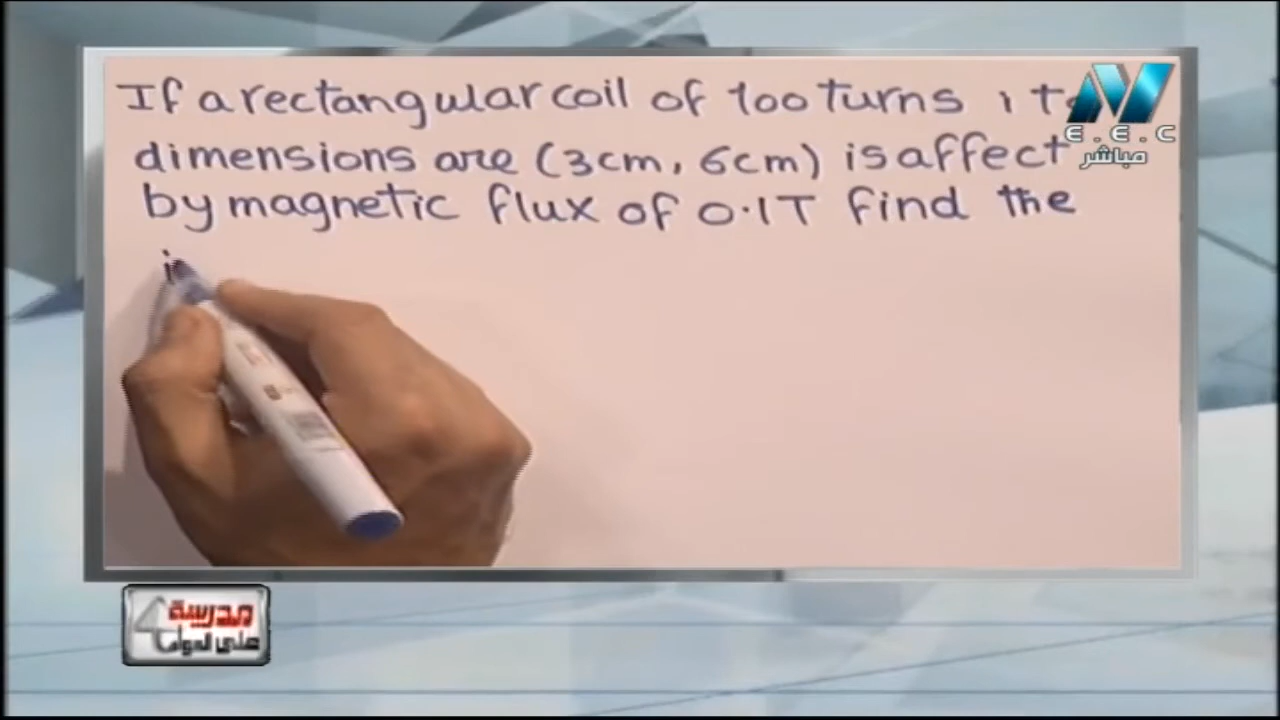 If a rectangular coil of 100 turns its
dimensions are (3cm, 6cm) is affect
by magnetic flux of 0.1T find the
i
E.E.C
مباشر
مدرسة
على الهواء